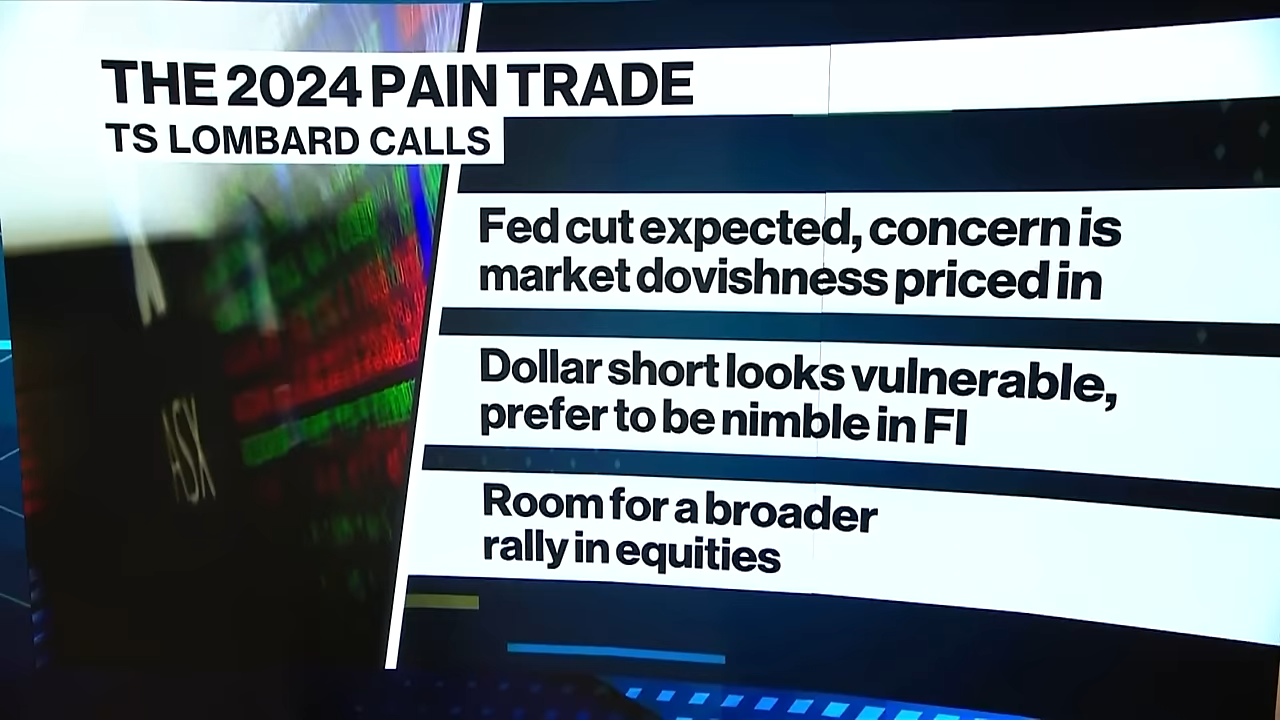 THE 2024 PAIN TRADE
TS LOMBARD CALLS
Fed cut expected, concern is
market dovishness priced in
Dollar short looks vulnerable,
prefer to be nimble in FI
Room for a broader
rally in equities
ASX